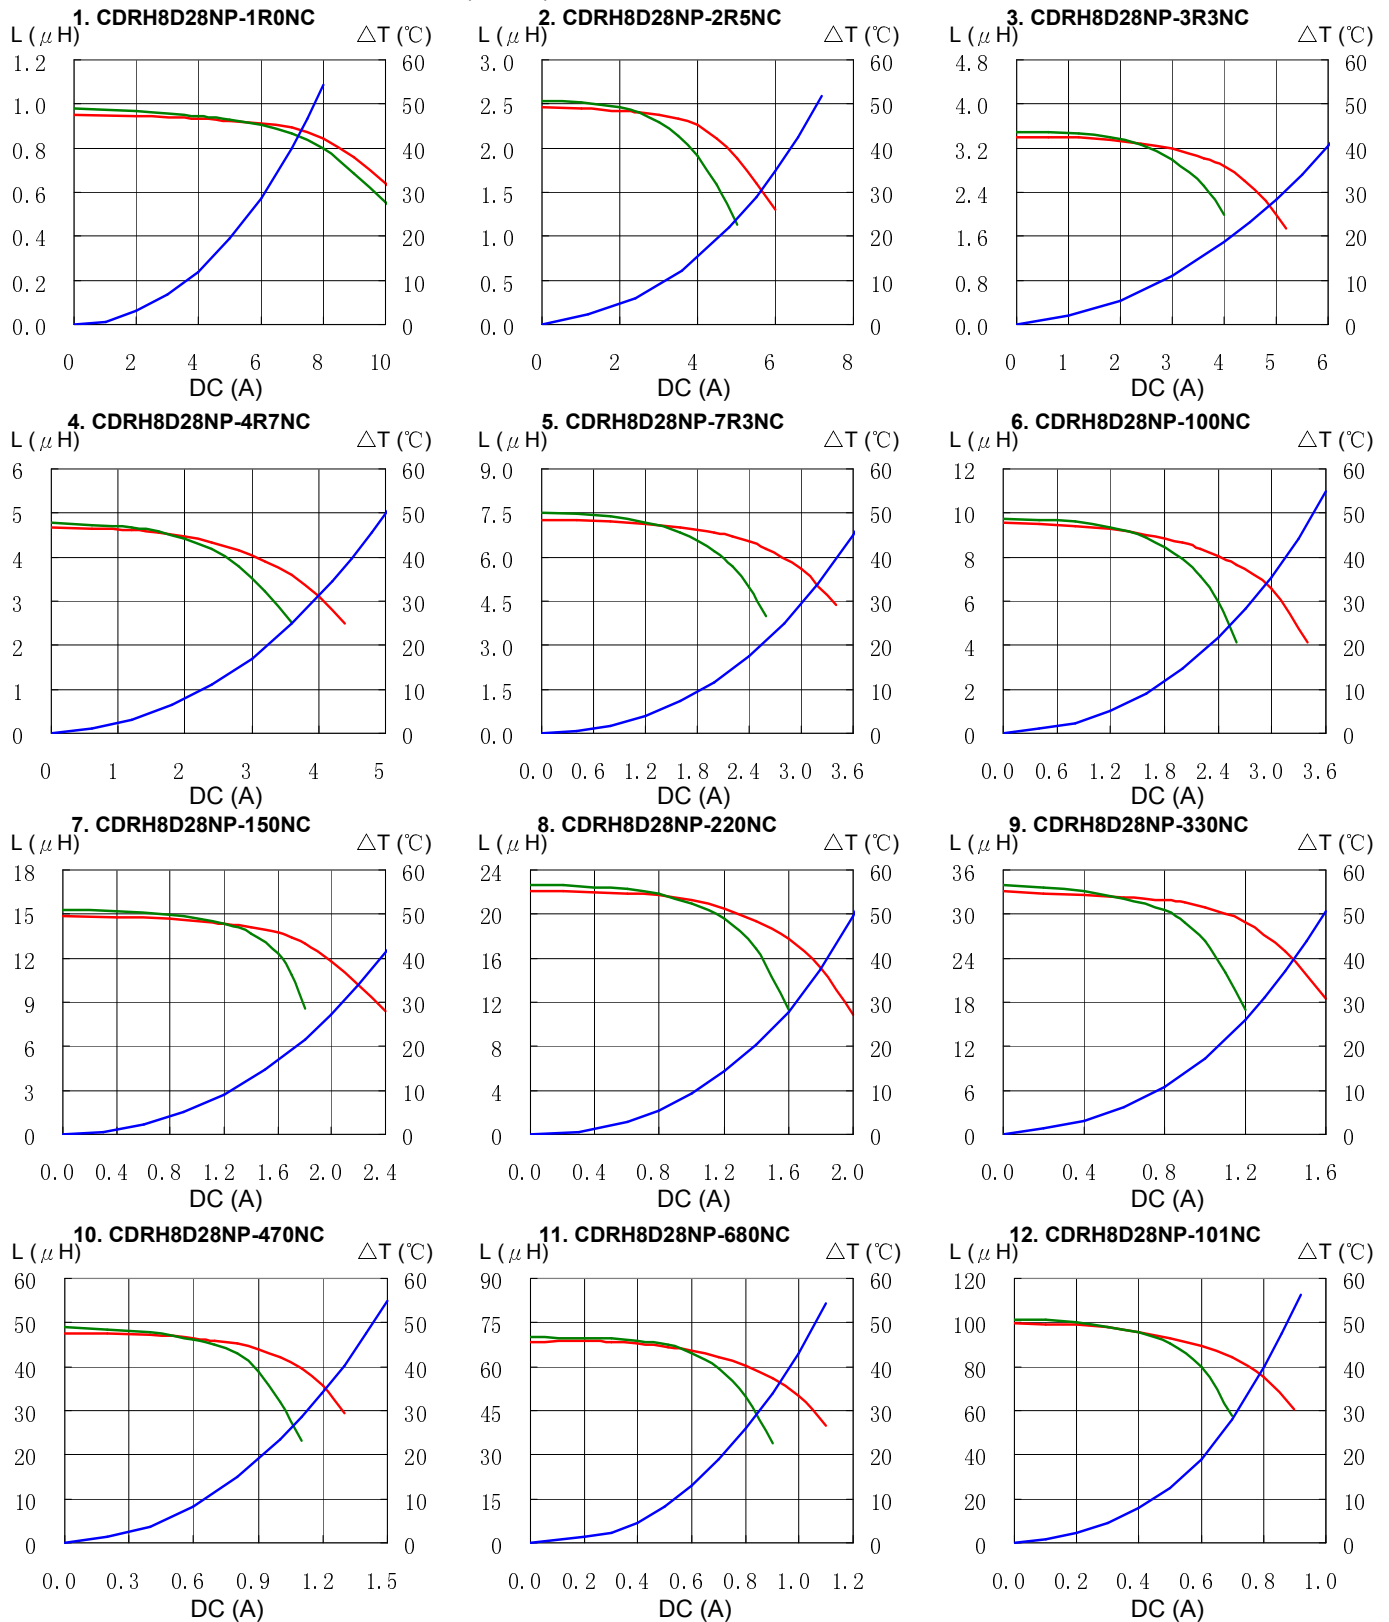 1. CDRH8D28NP-1R0NC
L (μH) △T (℃)
1.2 60
1.0 50
0.8 40
0.6 30
0.4 20
0.2 10
0.0 0
0 2 4 6 8 10
DC (A)
2. CDRH8D28NP-2R5NC
L (μH) △T (℃)
3.0 60
2.5 50
2.0 40
1.5 30
1.0 20
0.5 10
0.0 0
0 2 4 6 8
DC (A)
3. CDRH8D28NP-3R3NC
L (μH) △T (℃)
4.8 60
4.0 50
3.2 40
2.4 30
1.6 20
0.8 10
0.0 0
0 1 2 3 4 5 6
DC (A)
4. CDRH8D28NP-4R7NC
L (μH) △T (℃)
6 60
5 50
4 40
3 30
2 20
1 10
0 0
0 1 2 3 4 5
DC (A)
5. CDRH8D28NP-7R3NC
L (μH) △T (℃)
9.0 60
7.5 50
6.0 40
4.5 30
3.0 20
1.5 10
0.0 0
0.0 0.6 1.2 1.8 2.4 3.0 3.6
DC (A)
6. CDRH8D28NP-100NC
L (μH) △T (℃)
12 60
10 50
8 40
6 30
4 20
2 10
0 0
0.0 0.6 1.2 1.8 2.4 3.0 3.6
DC (A)
7. CDRH8D28NP-150NC
L (μH) △T (℃)
18 60
15 50
12 40
9 30
6 20
3 10
0 0
0.0 0.4 0.8 1.2 1.6 2.0 2.4
DC (A)
8. CDRH8D28NP-220NC
L (μH) △T (℃)
24 60
20 50
16 40
12 30
8 20
4 10
0 0
0.0 0.4 0.8 1.2 1.6 2.0
DC (A)
9. CDRH8D28NP-330NC
L (μH) △T (℃)
36 60
30 50
24 40
18 30
12 20
6 10
0 0
0.0 0.4 0.8 1.2 1.6
DC (A)
10. CDRH8D28NP-470NC
L (μH) △T (℃)
60 60
50 50
40 40
30 30
20 20
10 10
0 0
0.0 0.3 0.6 0.9 1.2 1.5
DC (A)
11. CDRH8D28NP-680NC
L (μH) △T (℃)
90 60
75 50
60 40
45 30
30 20
15 10
0 0
0.0 0.2 0.4 0.6 0.8 1.0 1.2
DC (A)
12. CDRH8D28NP-101NC
L (μH) △T (℃)
120 60
100 50
80 40
60 30
40 20
20 10
0 0
0.0 0.2 0.4 0.6 0.8 1.0
DC (A)